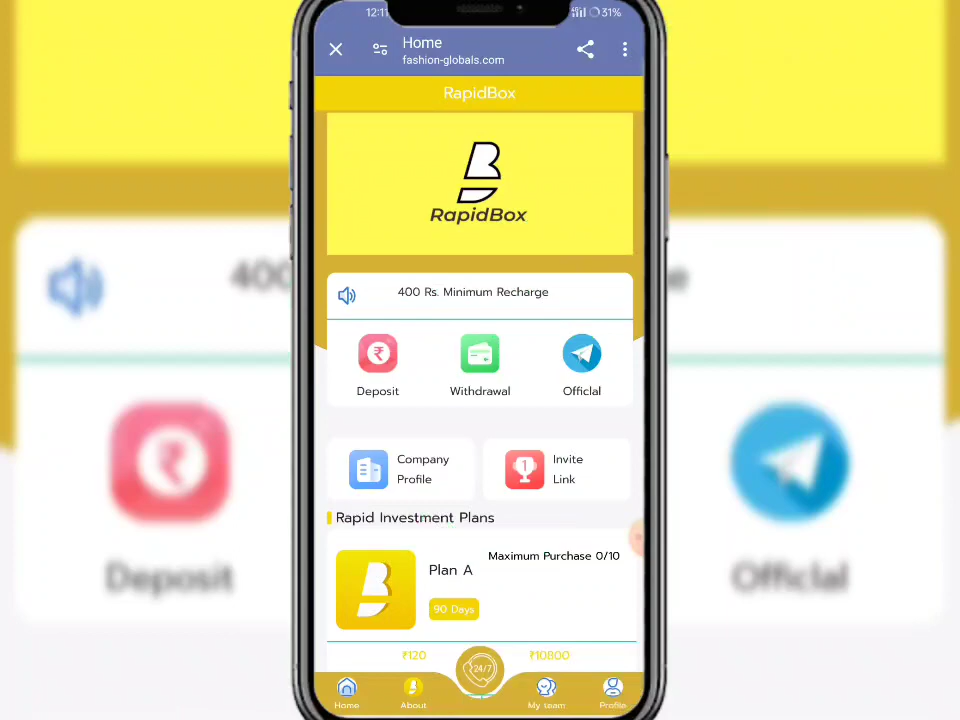 12:11
31%
Home
fashion-globals.com
RapidBox
RapidBox
400 Rs. Minimum Recharge
Deposit
Withdrawal
Officlal
Company
Profile
Invite
Link
Rapid Investment Plans
Maximum Purchase 0/10
Plan A
90 Days
₹120
₹10800
24/7
Home
About
My team
Profile
400
e
Deposit
Officlal